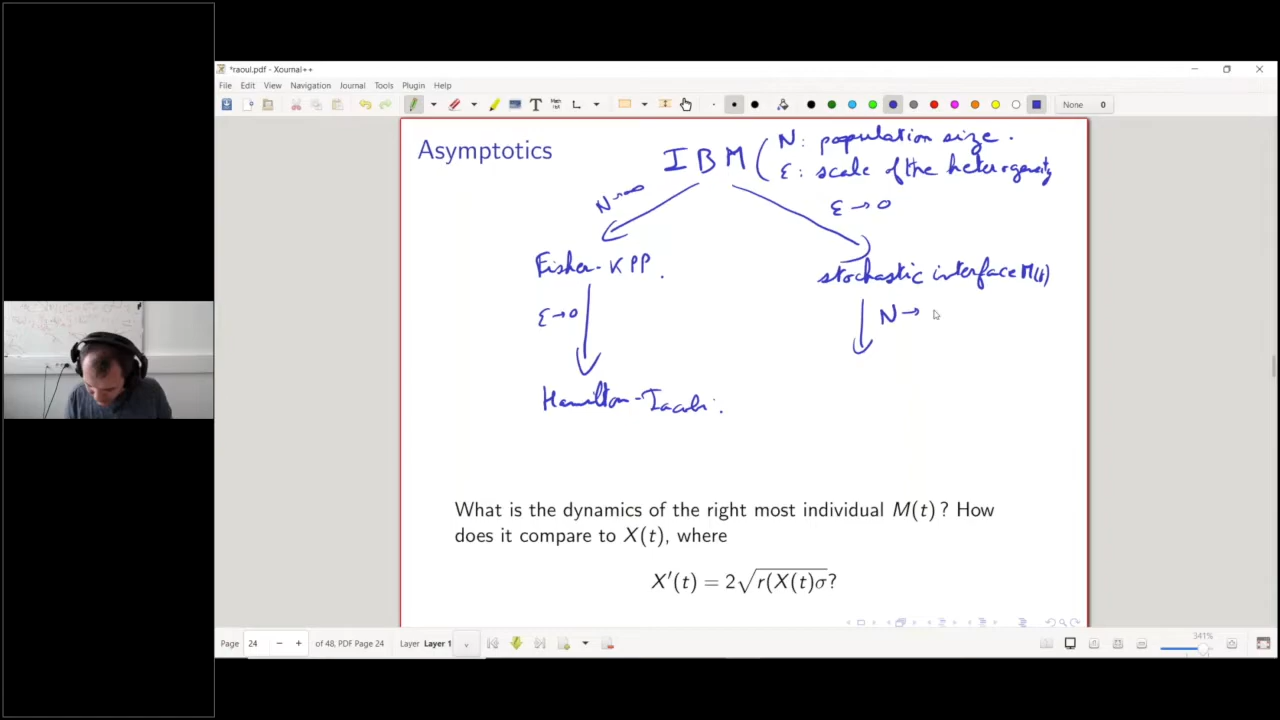 *raoul.pdf - Xournal++
File Edit View Navigation Journal Tools Plugin Help
None 0
Asymptotics
IBM ( N: population size.
ε: scale of the heterogeneity
N→∞
ε→0
Fisher-KPP.
stochastic interface M(t)
ε→0
N→
Hamilton-Jacobi.
What is the dynamics of the right most individual M(t)? How
does it compare to X(t), where
X′(t) = 2√r(X(t)σ?
Page 24 of 48, PDF Page 24 Layer Layer 1 341%